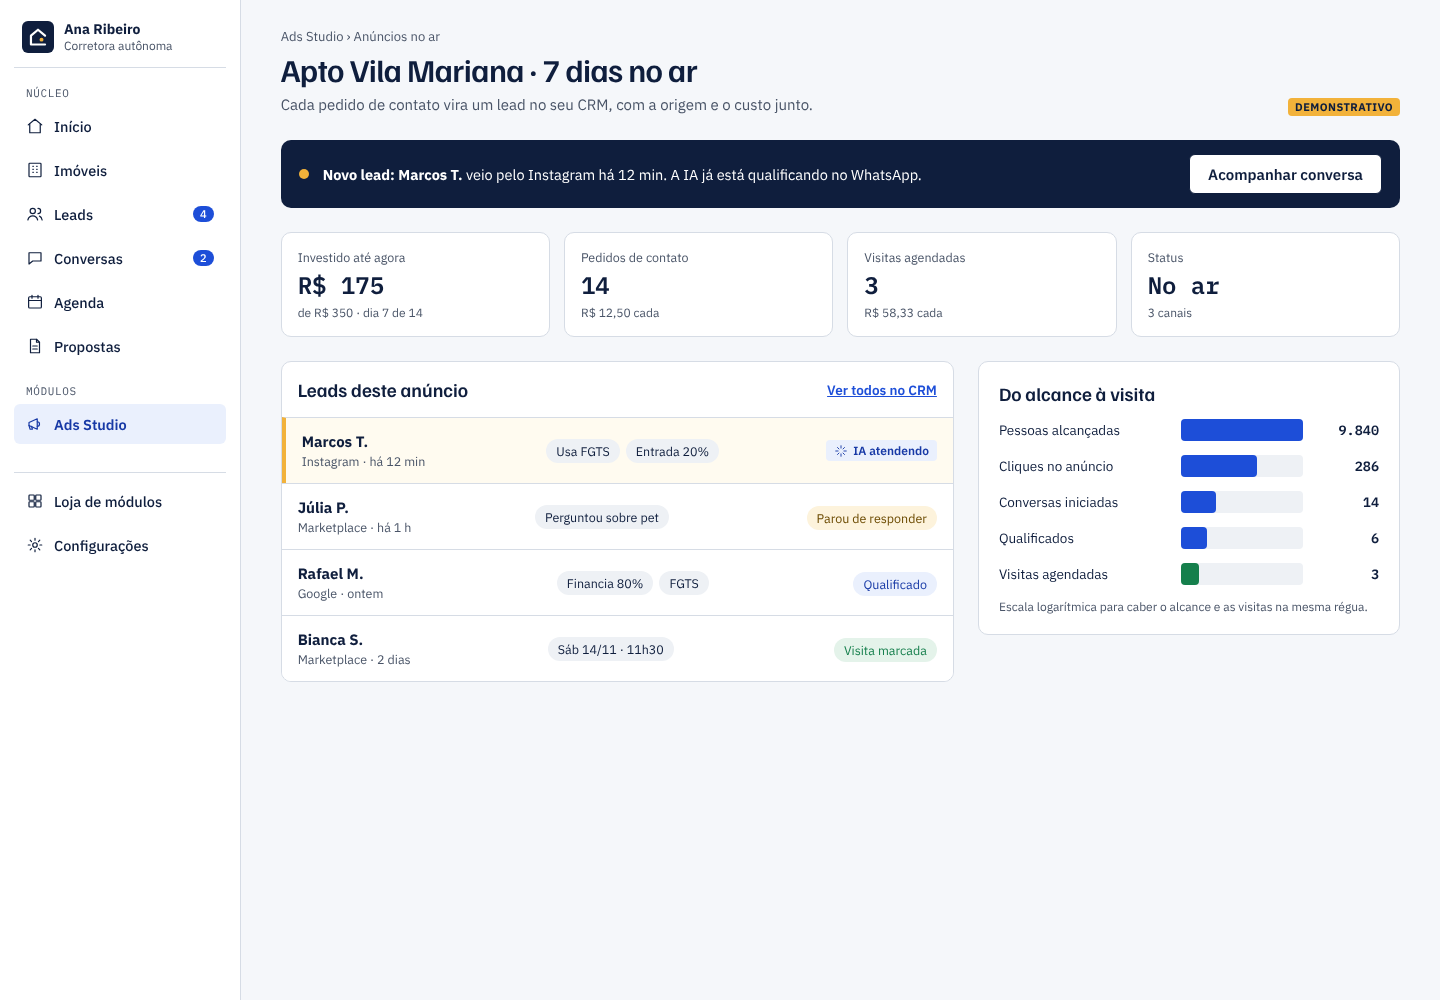 Ana Ribeiro
Corretora autônoma
NÚCLEO
Início
Imóveis
Leads 4
Conversas 2
Agenda
Propostas
MÓDULOS
Ads Studio
Loja de módulos
Configurações
Ads Studio › Anúncios no ar
Apto Vila Mariana · 7 dias no ar
Cada pedido de contato vira um lead no seu CRM, com a origem e o custo junto.
DEMONSTRATIVO
Novo lead: Marcos T. veio pelo Instagram há 12 min. A IA já está qualificando no WhatsApp.
Acompanhar conversa
Investido até agora
R$ 175
de R$ 350 · dia 7 de 14
Pedidos de contato
14
R$ 12,50 cada
Visitas agendadas
3
R$ 58,33 cada
Status
No ar
3 canais
Leads deste anúncio
Ver todos no CRM
Marcos T.
Instagram · há 12 min
Usa FGTS
Entrada 20%
IA atendendo
Júlia P.
Marketplace · há 1 h
Perguntou sobre pet
Parou de responder
Rafael M.
Google · ontem
Financia 80%
FGTS
Qualificado
Bianca S.
Marketplace · 2 dias
Sáb 14/11 · 11h30
Visita marcada
Do alcance à visita
Pessoas alcançadas 9.840
Cliques no anúncio 286
Conversas iniciadas 14
Qualificados 6
Visitas agendadas 3
Escala logarítmica para caber o alcance e as visitas na mesma régua.